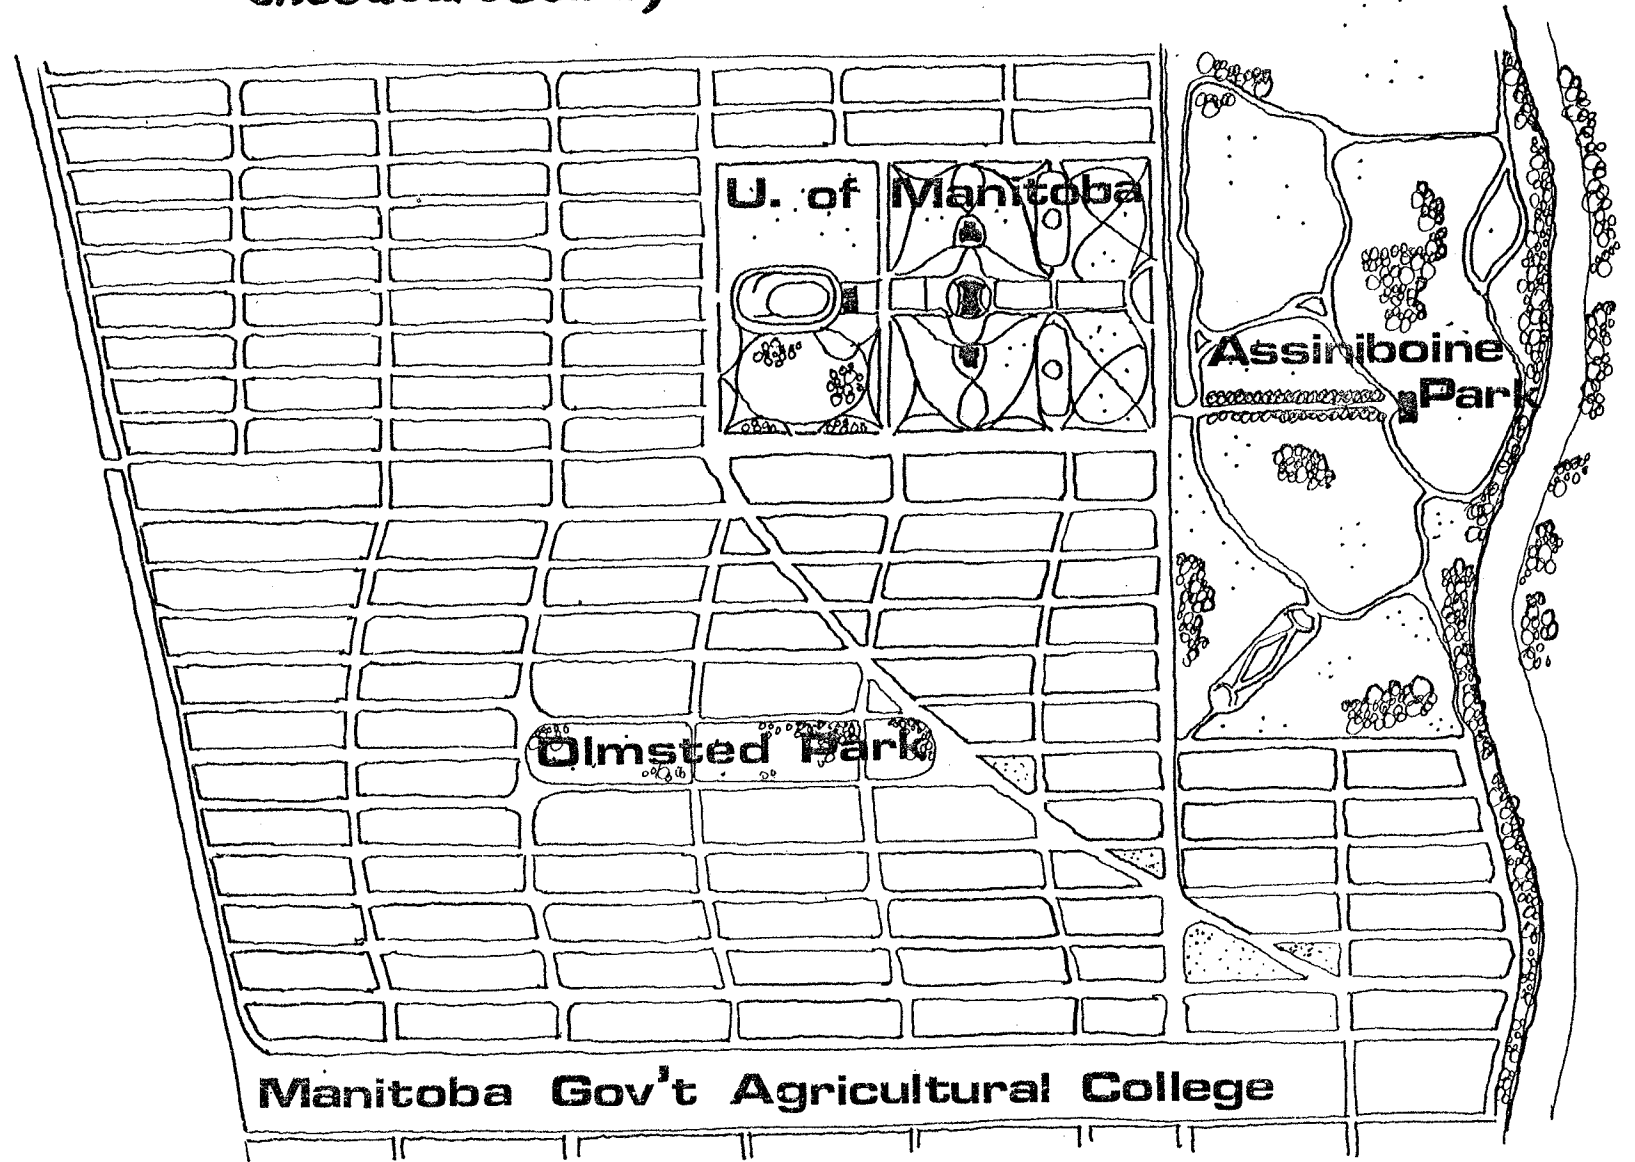 U. of Manitoba
Assiniboine
Park
Olmsted Park
Manitoba Gov't Agricultural College